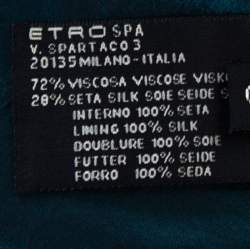 ETRO SPA
V. SPARTACO 3
20135 MILANO - ITALIA
72% VISCOSA VISCOSE VISK
28% SETA SILK SOIE SEIDE S
INTERNO 100% SETA
LINING 100% SILK
DOUBLURE 100% SOIE
FUTTER 100% SEIDE
FORRO 100% SEDA